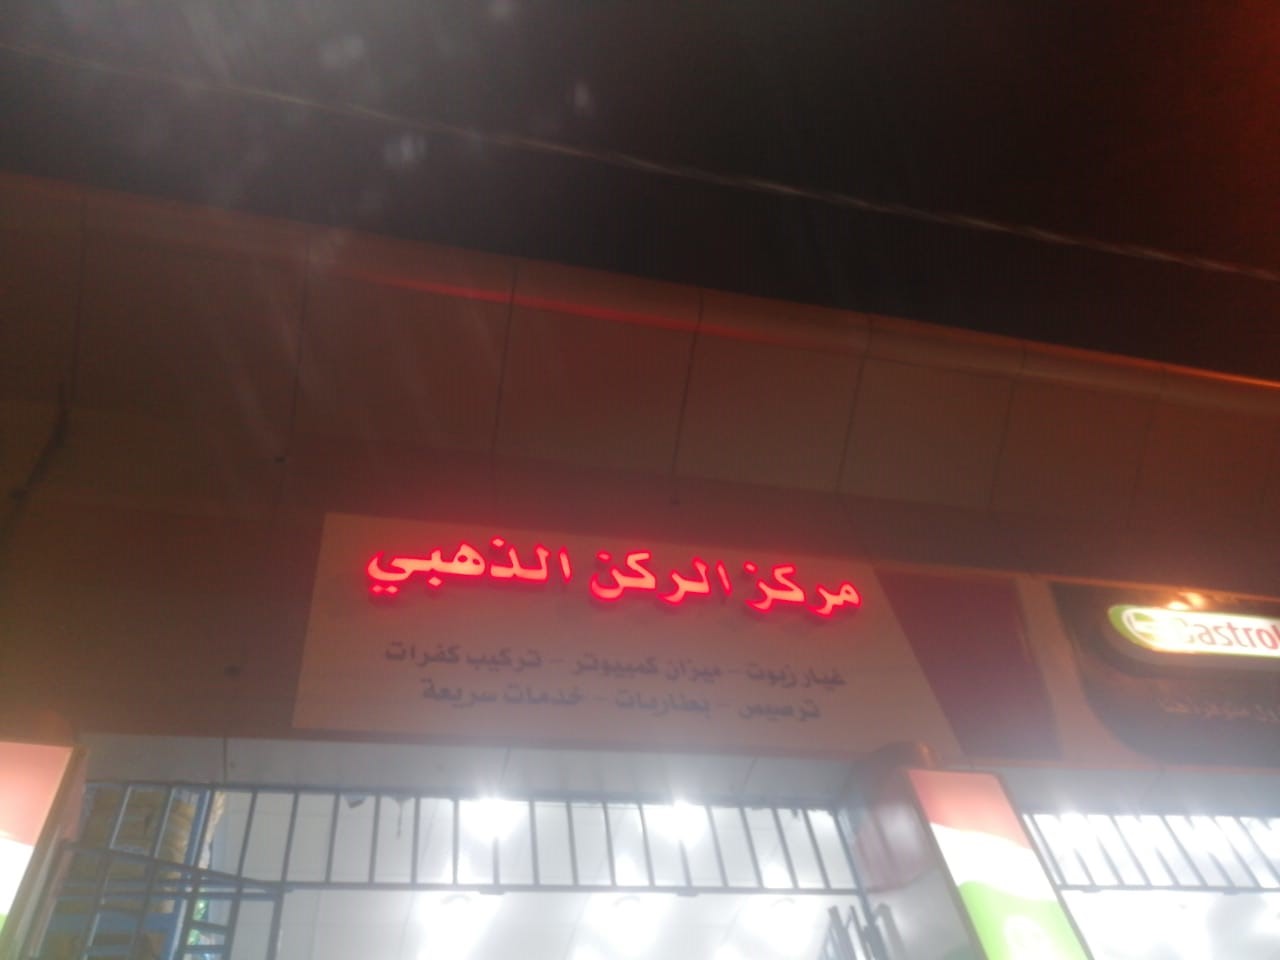 مركز الركن الذهبي
غيار زيوت - ميزان كمبيوتر - تركيب كفرات
ترصيص - بطاريات - خدمات سريعة
Castrol